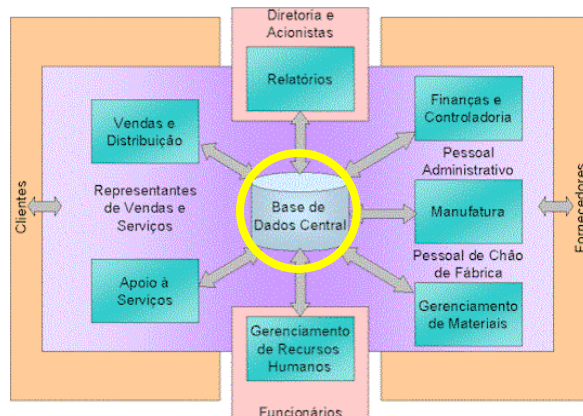 Diretoria e
Acionistas
Relatórios
Vendas e
Distribuição
Finanças e
Controladoria
Clientes
Representantes
de Vendas e
Serviços
Base de
Dados Central
Pessoal
Administrativo
Manufatura
Fornecedores
Pessoal de Chão
de Fábrica
Apoio à
Serviços
Gerenciamento
de Recursos
Humanos
Gerenciamento
de Materiais
Funcionários